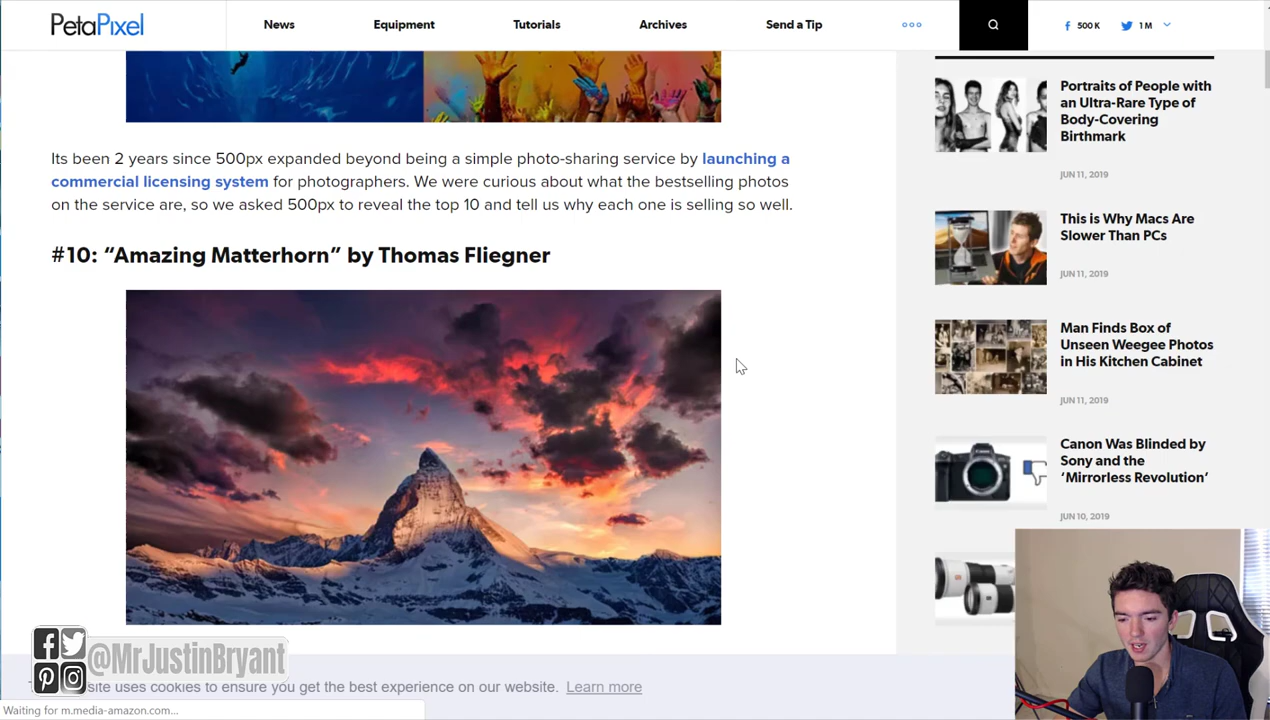 PetaPixel
News
Equipment
Tutorials
Archives
Send a Tip
500 K
1 M
Its been 2 years since 500px expanded beyond being a simple photo-sharing service by launching a
commercial licensing system for photographers. We were curious about what the bestselling photos
on the service are, so we asked 500px to reveal the top 10 and tell us why each one is selling so well.
#10: “Amazing Matterhorn” by Thomas Fliegner
Portraits of People with
an Ultra-Rare Type of
Body-Covering
Birthmark
JUN 11, 2019
This is Why Macs Are
Slower Than PCs
JUN 11, 2019
Man Finds Box of
Unseen Weegee Photos
in His Kitchen Cabinet
JUN 11, 2019
Canon Was Blinded by
Sony and the
‘Mirrorless Revolution’
JUN 10, 2019
@MrJustinBryant
site uses cookies to ensure you get the best experience on our website. Learn more
Waiting for m.media-amazon.com...